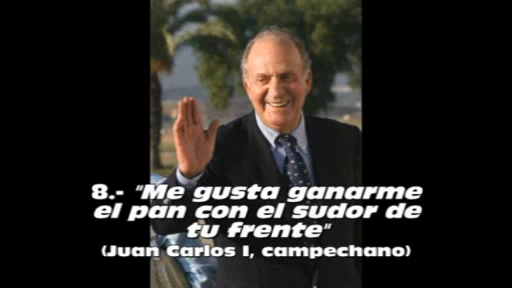 8.- "Me gusta ganarme
el pan con el sudor de
tu frente"
(Juan Carlos I, campechano)